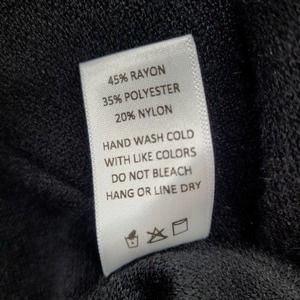 45% RAYON
35% POLYESTER
20% NYLON
HAND WASH COLD
WITH LIKE COLORS
DO NOT BLEACH
HANG OR LINE DRY